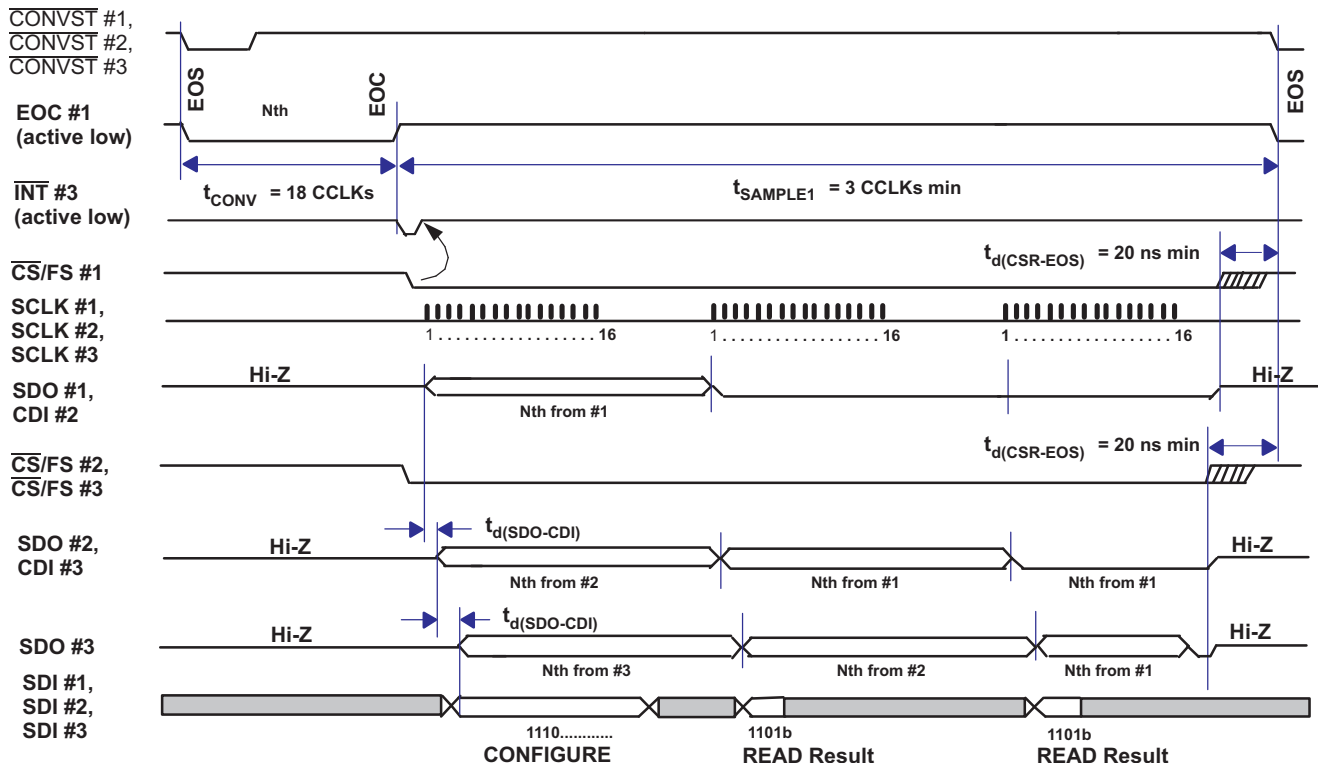 CONVST #1,
CONVST #2,
CONVST #3
EOS
EOC
EOS
Nth
EOC #1
(active low)
tCONV = 18 CCLKs
tSAMPLE1 = 3 CCLKs min
INT #3
(active low)
td(CSR-EOS) = 20 ns min
CS/FS #1
SCLK #1,
SCLK #2,
SCLK #3
1 . . . . . . . . . . . . . . . . . 16
1 . . . . . . . . . . . . . . . . . 16
1 . . . . . . . . . . . . . . . . . 16
Hi-Z
Hi-Z
SDO #1,
CDI #2
Nth from #1
td(CSR-EOS) = 20 ns min
CS/FS #2,
CS/FS #3
td(SDO-CDI)
SDO #2,
CDI #3
Hi-Z
Hi-Z
Nth from #2
Nth from #1
Nth from #1
td(SDO-CDI)
Hi-Z
Hi-Z
SDO #3
Nth from #3
Nth from #2
Nth from #1
SDI #1,
SDI #2,
SDI #3
1110............
1101b
1101b
CONFIGURE
READ Result
READ Result